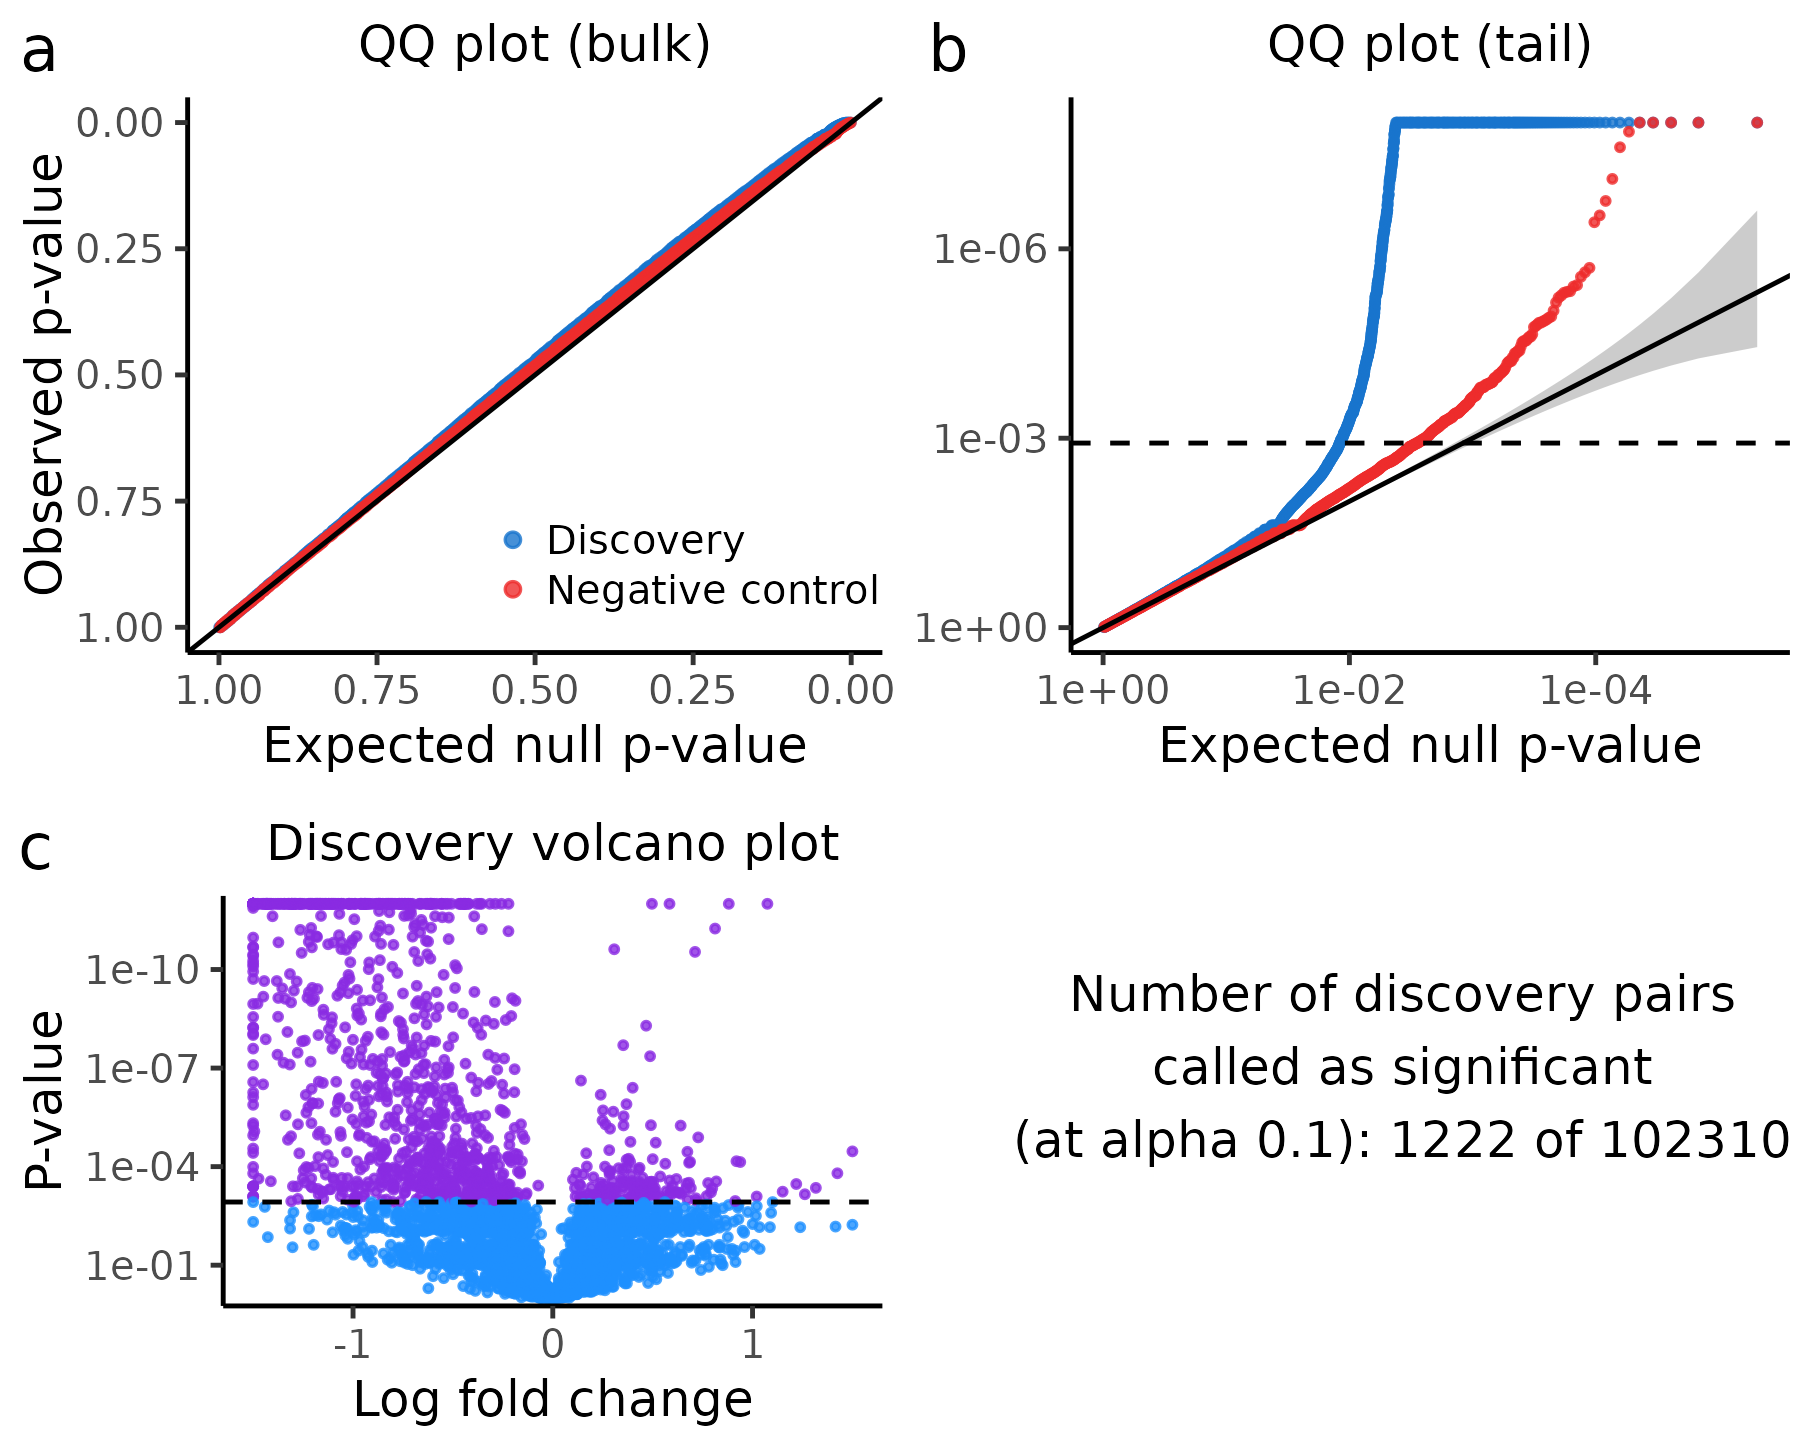 a
QQ plot (bulk)
Observed p-value
0.00
0.25
0.50
0.75
1.00
Discovery
Negative control
1.00 0.75 0.50 0.25 0.00
Expected null p-value
b
QQ plot (tail)
1e-06
1e-03
1e+00
1e+00 1e-02 1e-04
Expected null p-value
c
Discovery volcano plot
P-value
1e-10
1e-07
1e-04
1e-01
-1 0 1
Log fold change
Number of discovery pairs
called as significant
(at alpha 0.1): 1222 of 102310